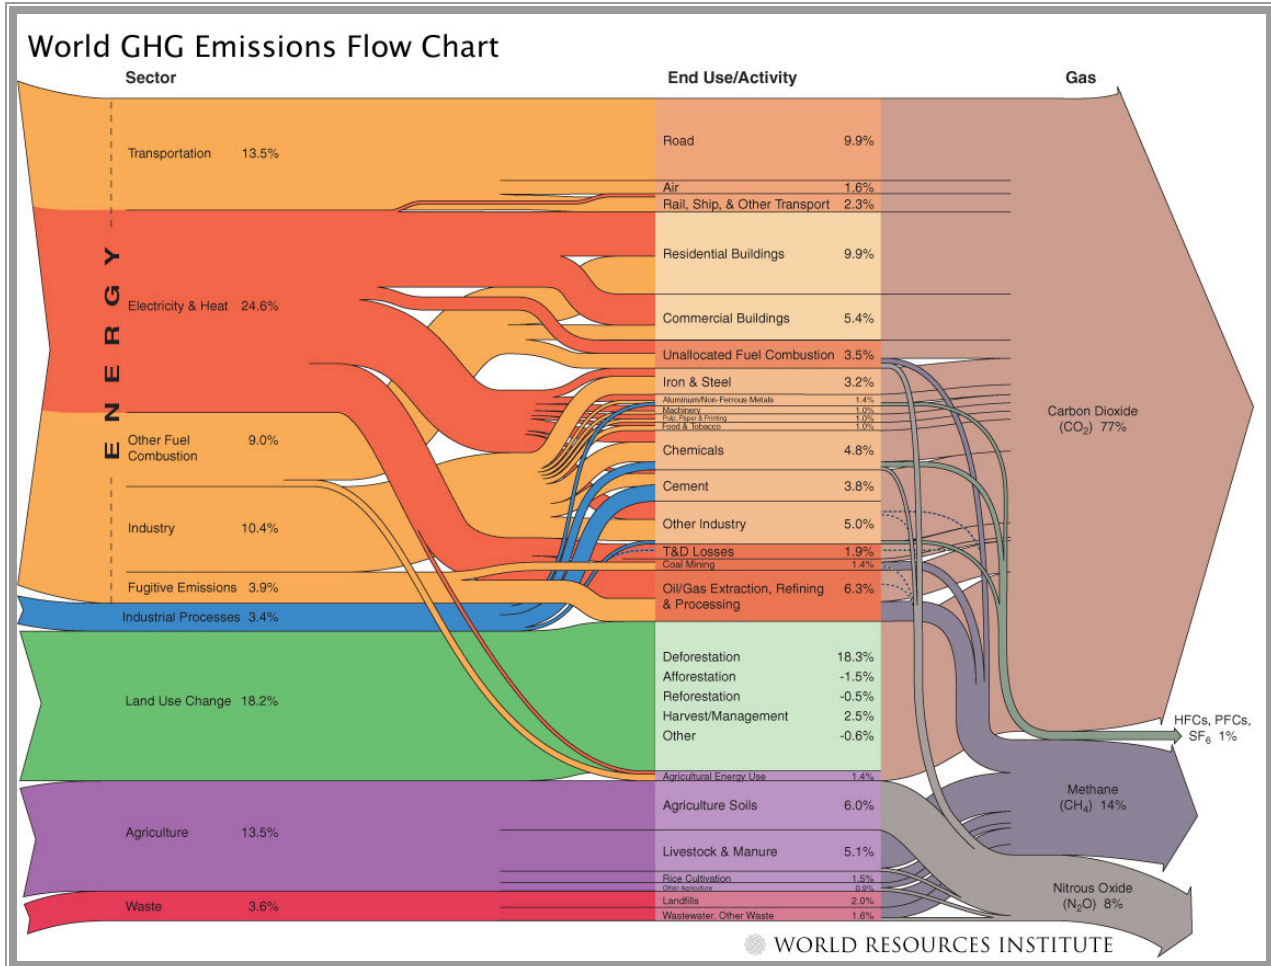 World GHG Emissions Flow Chart
Sector
End Use/Activity
Gas
ENERGY
Transportation 13.5%
Electricity & Heat 24.6%
Other Fuel
Combustion 9.0%
Industry 10.4%
Fugitive Emissions 3.9%
Industrial Processes 3.4%
Land Use Change 18.2%
Agriculture 13.5%
Waste 3.6%
Road 9.9%
Air 1.6%
Rail, Ship, & Other Transport 2.3%
Residential Buildings 9.9%
Commercial Buildings 5.4%
Unallocated Fuel Combustion 3.5%
Iron & Steel 3.2%
Aluminum/Non-Ferrous Metals 1.4%
Machinery 1.0%
Pulp, Paper & Printing 1.0%
Food & Tobacco 1.0%
Chemicals 4.8%
Cement 3.8%
Other Industry 5.0%
T&D Losses 1.9%
Coal Mining 1.4%
Oil/Gas Extraction, Refining 6.3%
& Processing
Deforestation 18.3%
Afforestation -1.5%
Reforestation -0.5%
Harvest/Management 2.5%
Other -0.6%
Agricultural Energy Use 1.4%
Agriculture Soils 6.0%
Livestock & Manure 5.1%
Rice Cultivation 1.5%
Other Agriculture 0.9%
Landfills 2.0%
Wastewater, Other Waste 1.6%
Carbon Dioxide
(CO₂) 77%
HFCs, PFCs,
SF₆ 1%
Methane
(CH₄) 14%
Nitrous Oxide
(N₂O) 8%
WORLD RESOURCES INSTITUTE